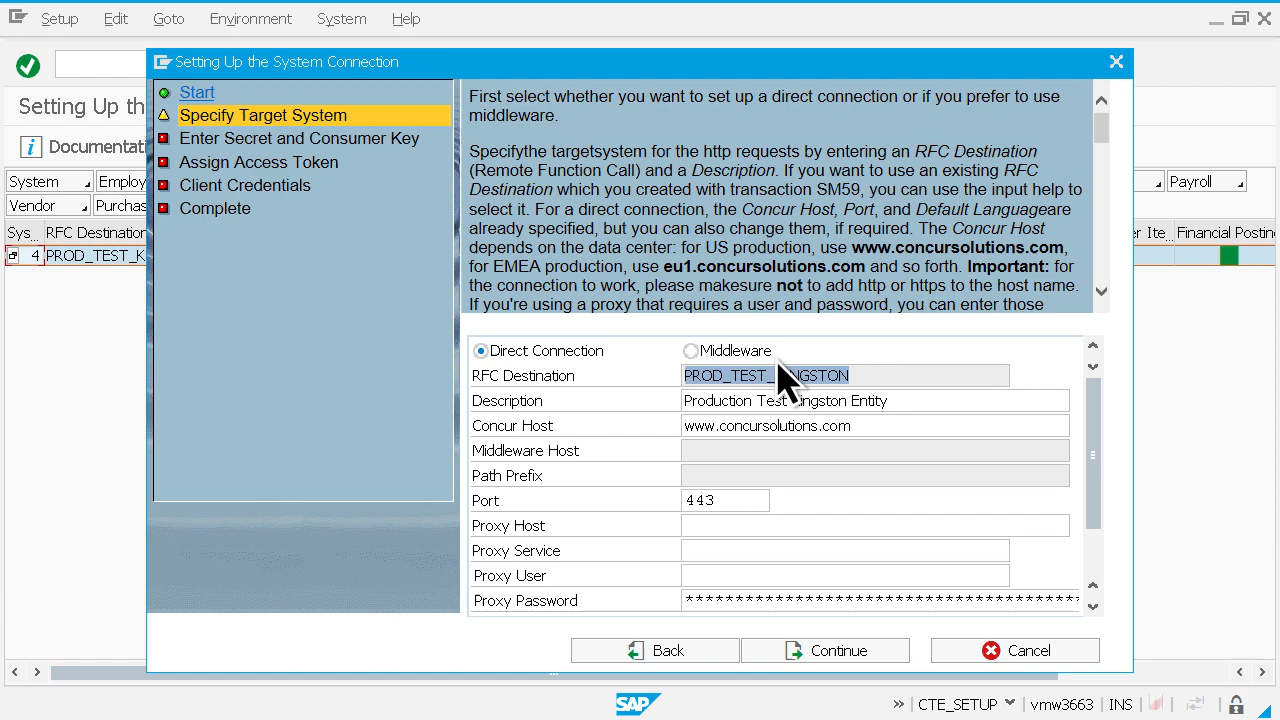 Setup Edit Goto Environment System Help
Setting Up the System Connection
Setting Up th
Documentati
System Employ Payroll
Vendor Purchas
Sys... RFC Destination r Ite... Financial Postin
4 PROD_TEST_K
Start
Specify Target System
Enter Secret and Consumer Key
Assign Access Token
Client Credentials
Complete
First select whether you want to set up a direct connection or if you prefer to use
middleware.
Specifythe targetsystem for the http requests by entering an RFC Destination
(Remote Function Call) and a Description. If you want to use an existing RFC
Destination which you created with transaction SM59, you can use the input help to
select it. For a direct connection, the Concur Host, Port, and Default Languageare
already specified, but you can also change them, if required. The Concur Host
depends on the data center: for US production, use www.concursolutions.com,
for EMEA production, use eu1.concursolutions.com and so forth. Important: for
the connection to work, please makesure not to add http or https to the host name.
If you're using a proxy that requires a user and password, you can enter those
Direct Connection Middleware
RFC Destination PROD_TEST_ NGSTON
Description Production Test ingston Entity
Concur Host www.concursolutions.com
Middleware Host
Path Prefix
Port 443
Proxy Host
Proxy Service
Proxy User
Proxy Password ****************************************
Back Continue Cancel
SAP » CTE_SETUP vmw3663 INS